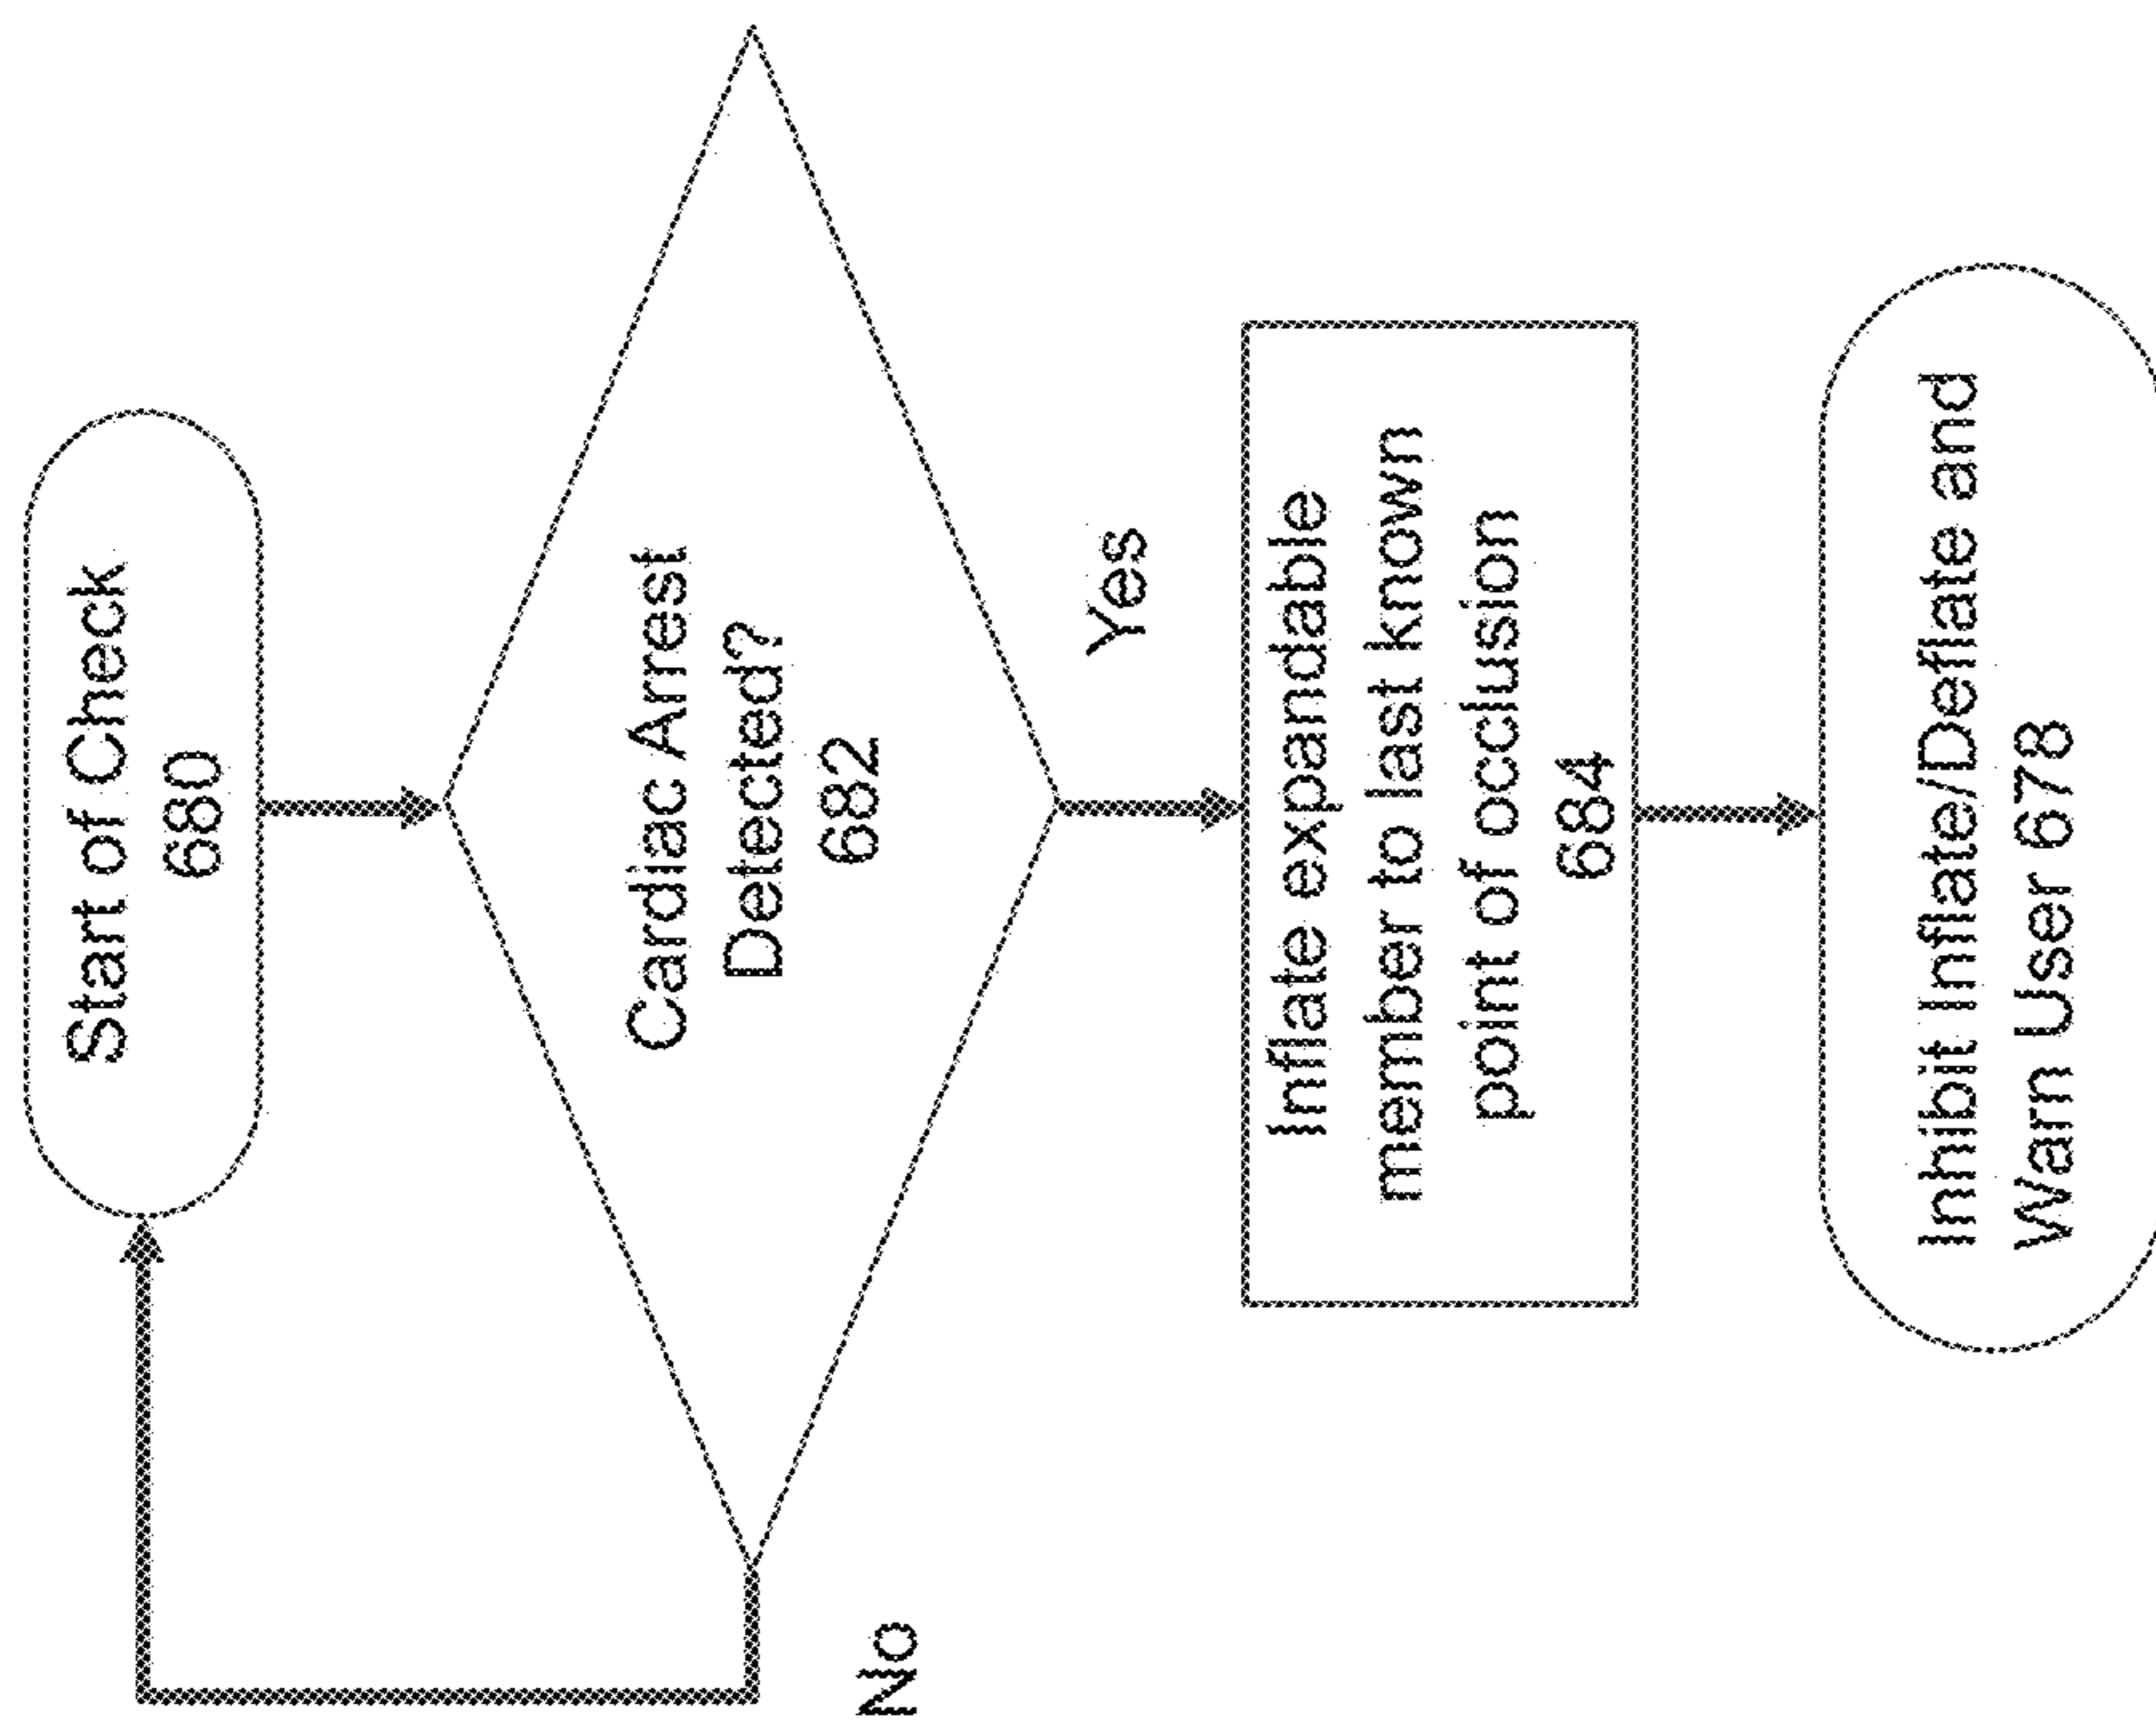 Start of Check
680
Cardiac Arrest
Detected?
682
No
Yes
Inflate expandable
member to last known
point of occlusion
684
Inhibit Inflate/Deflate and
Warn User 678